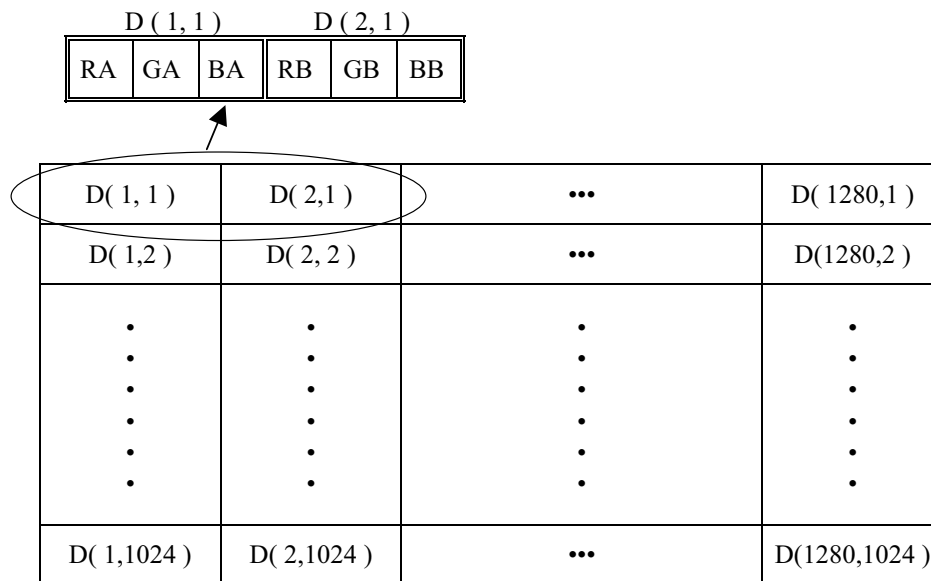 D ( 1, 1 ) D ( 2, 1 )
RA GA BA RB GB BB
D( 1, 1 ) D( 2,1 ) ••• D( 1280,1 )
D( 1,2 ) D( 2, 2 ) ••• D(1280,2 )
• • • •
• • • •
• • • •
• • • •
• • • •
• • • •
D( 1,1024 ) D( 2,1024 ) ••• D(1280,1024 )